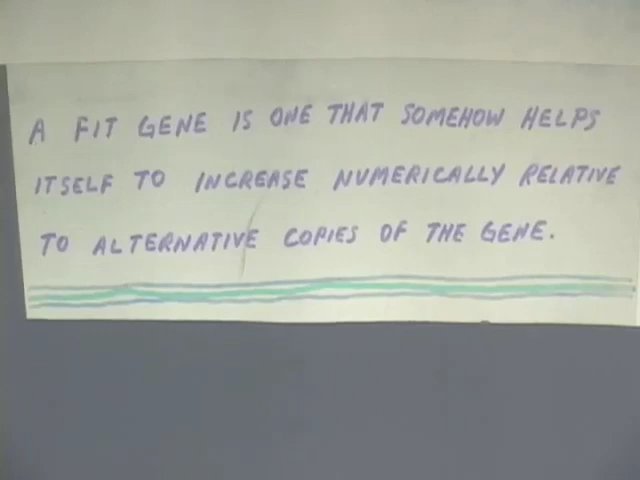 A FIT GENE IS ONE THAT SOMEHOW HELPS
ITSELF TO INCREASE NUMERICALLY RELATIVE
TO ALTERNATIVE COPIES OF THE GENE.